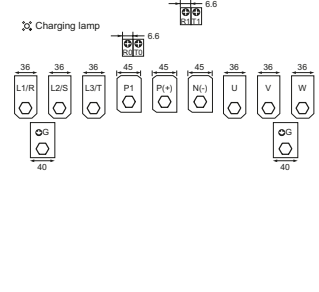 6.6
R1 T1
Charging lamp
6.6
R0 T0
36 36 36 45 45 45 36 36 36
L1/R L2/S L3/T P1 P(+) N(-) U V W
G G
40 40